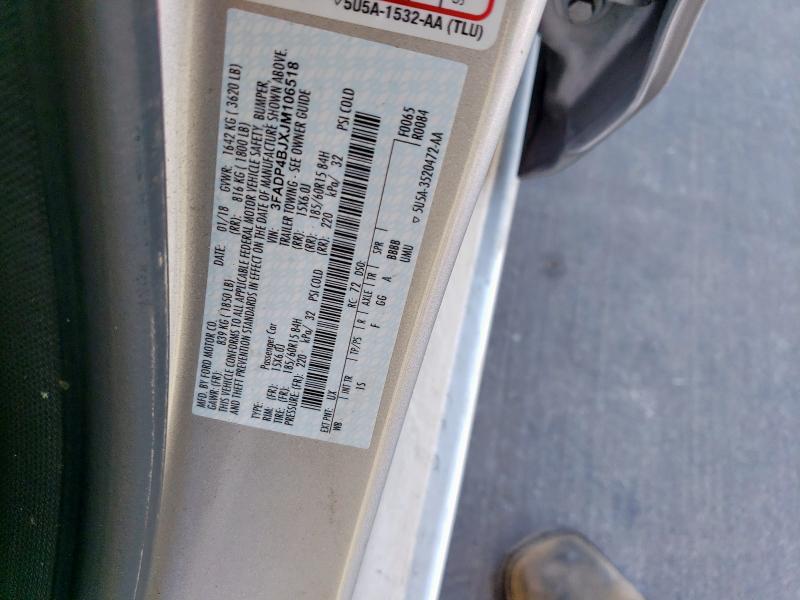 5U5A-1532-AA (TLU)
MFD. BY FORD MOTOR CO.
DATE: 01/18 GVWR: 1642 KG ( 3620 LB)
GAWR:(FR): 839 KG ( 1850 LB) (RR): 816 KG ( 1800 LB)
THIS VEHICLE CONFORMS TO ALL APPLICABLE FEDERAL MOTOR VEHICLE SAFETY, BUMPER,
AND THEFT PREVENTION STANDARDS IN EFFECT ON THE DATE OF MANUFACTURE SHOWN ABOVE.
VIN: 3FADP4BJXJM106518
TYPE: Passenger Car TRAILER TOWING - SEE OWNER GUIDE
RIM: (FR): 15X6.0J (RR): 15X6.0J
TIRE: (FR): 185/60R15 84H (RR): 185/60R15 84H
PRESSURE (FR): 220 kPa/ 32 PSI COLD (RR): 220 kPa/ 32 PSI COLD
EXT PNT: UX RC: 72 DSO: F0065
WB INT TR TP/PS R AXLE TR SPR R0084
15 F GG A BBBB
UMU
5U5A-3520472-AA